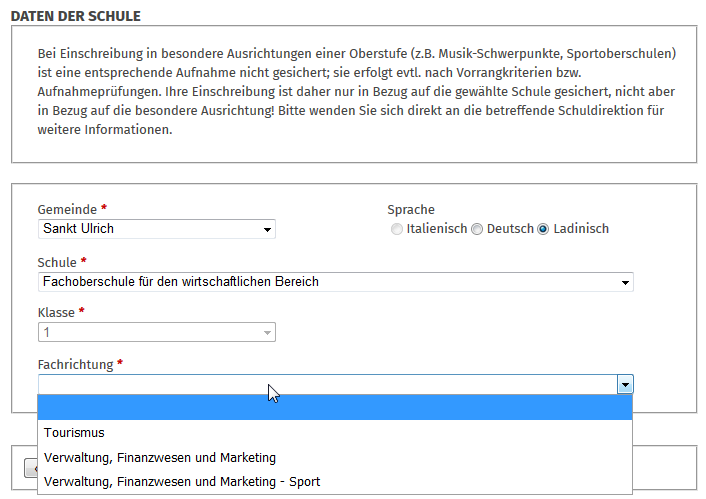 DATEN DER SCHULE
Bei Einschreibung in besondere Ausrichtungen einer Oberstufe (z.B. Musik-Schwerpunkte, Sportoberschulen)
ist eine entsprechende Aufnahme nicht gesichert; sie erfolgt evtl. nach Vorrangkriterien bzw.
Aufnahmeprüfungen. Ihre Einschreibung ist daher nur in Bezug auf die gewählte Schule gesichert, nicht aber
in Bezug auf die besondere Ausrichtung! Bitte wenden Sie sich direkt an die betreffende Schuldirektion für
weitere Informationen.
Gemeinde * Sprache
Sankt Ulrich Italienisch Deutsch Ladinisch
Schule *
Fachoberschule für den wirtschaftlichen Bereich
Klasse *
1
Fachrichtung *
Tourismus
Verwaltung, Finanzwesen und Marketing
Verwaltung, Finanzwesen und Marketing - Sport